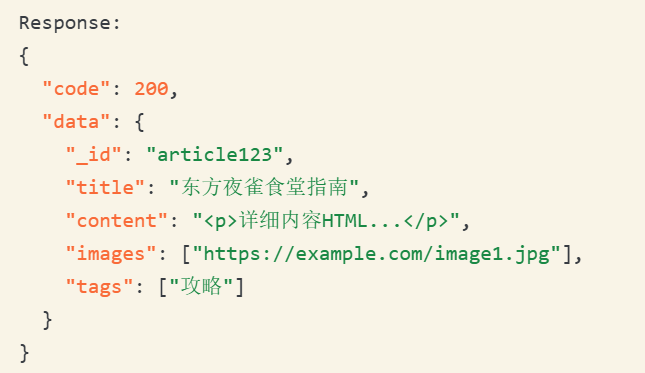 Response:
{
  "code": 200,
  "data": {
    "_id": "article123",
    "title": "东方夜雀食堂指南",
    "content": "<p>详细内容HTML...</p>",
    "images": ["https://example.com/image1.jpg"],
    "tags": ["攻略"]
  }
}